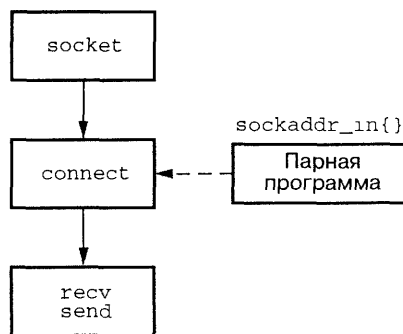 socket
sockaddr_in{}
connect
Парная
программа
recv
send